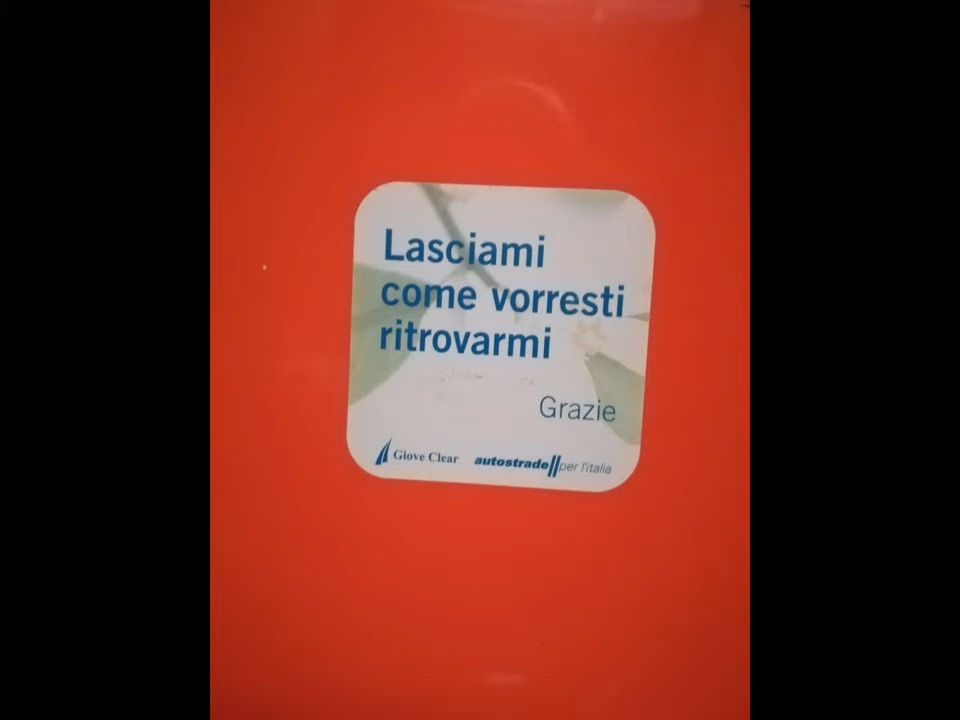 Lasciami
come vorresti
ritrovarmi
Grazie
Giove Clear autostrade per l'italia